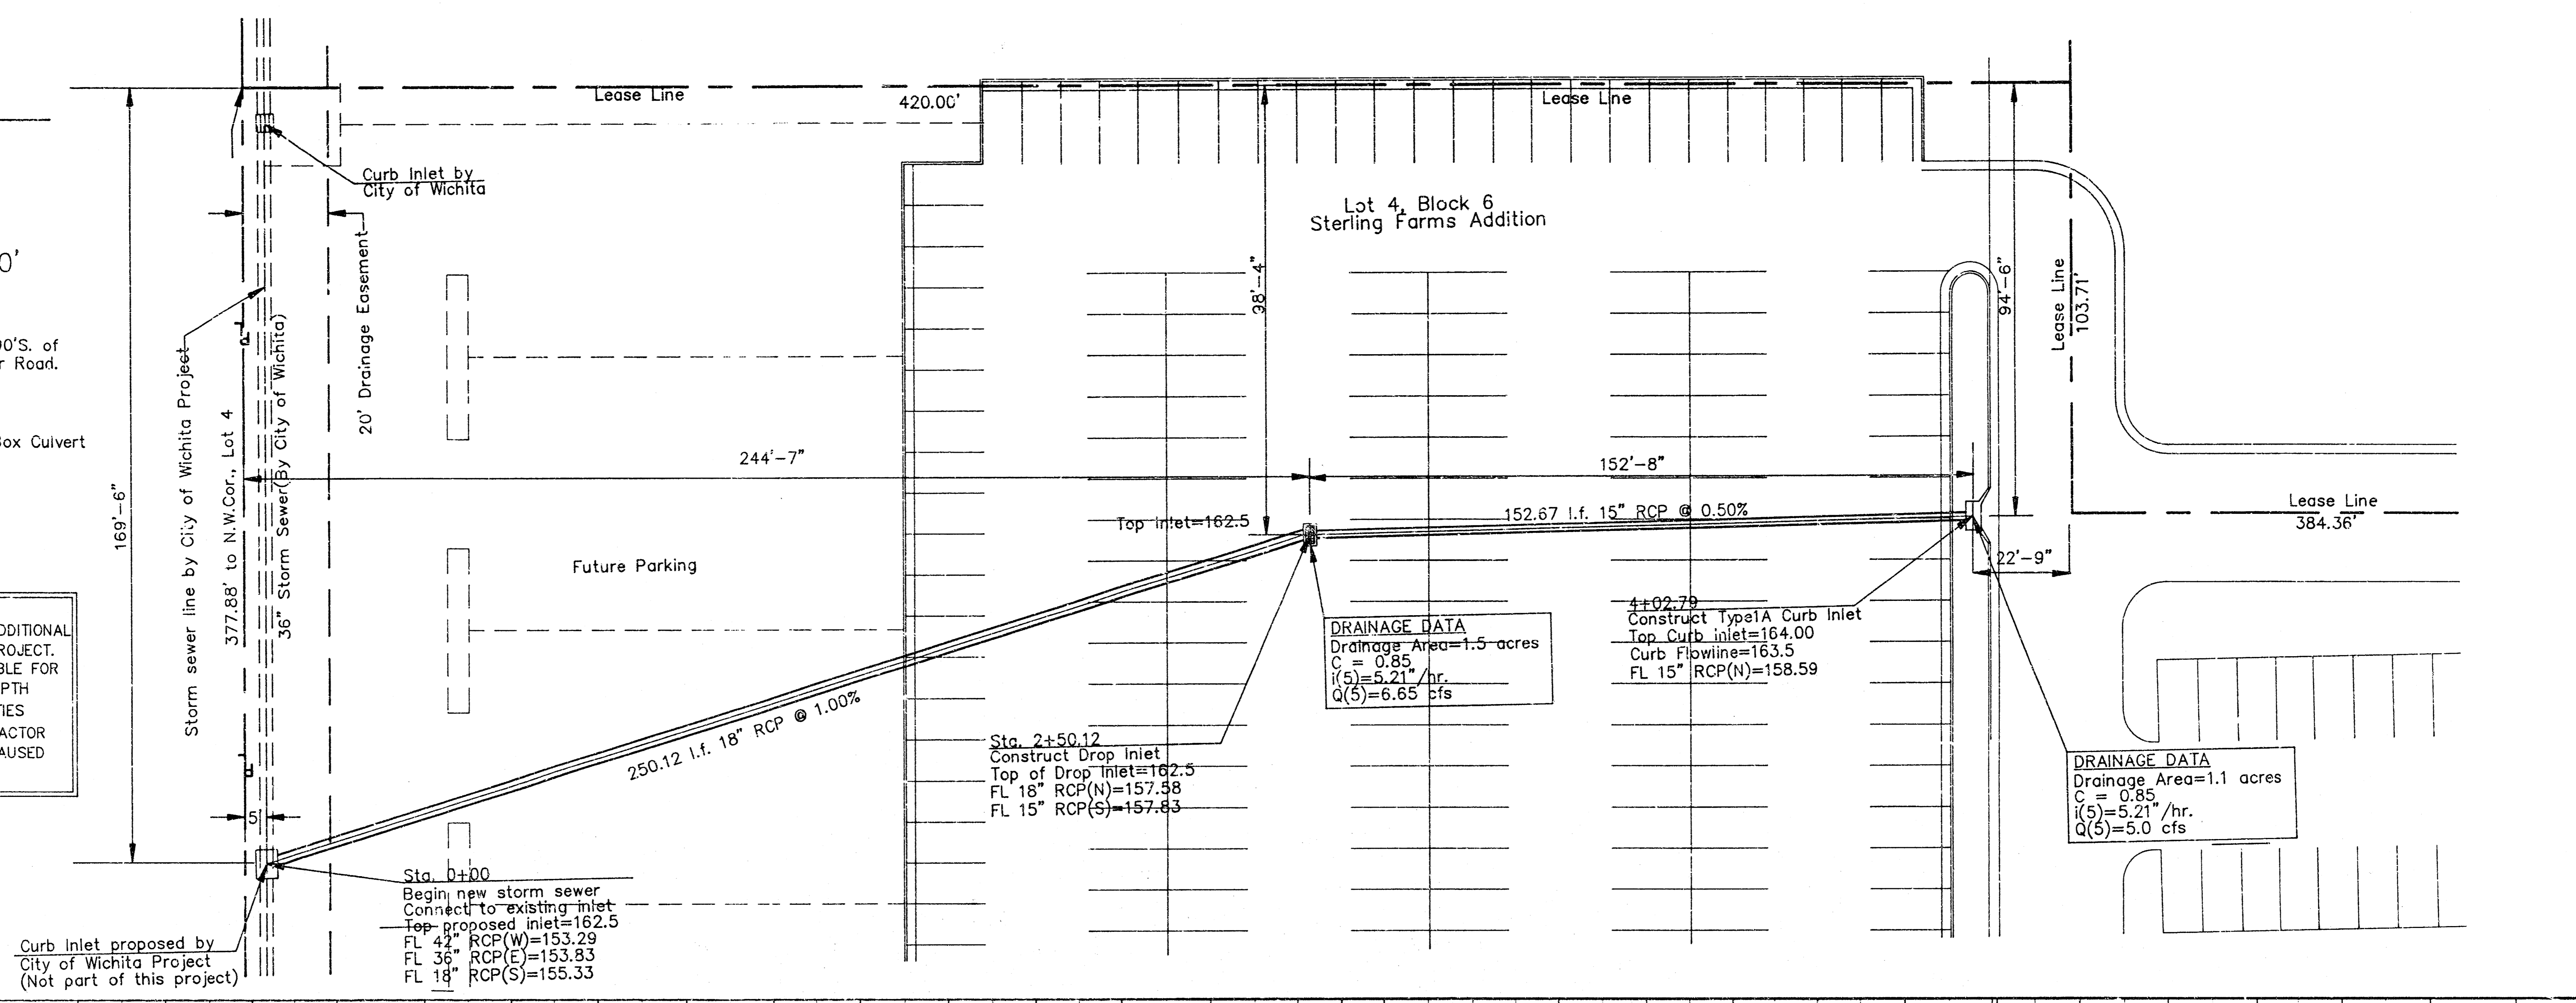 Lease Line
420.00'
Lease Line
Curb Inlet by
City of Wichita
Lot 4, Block 6
Sterling Farms Addition
0'
20' Drainage Easement
98'-4"
94'-6"
Lease Line
103.71'
00'S. of
r Road.
Box Culvert
169'-6"
Storm sewer line by City of Wichita Project
377.88' to N.W.Cor., Lot 4
36" Storm Sewer(By City of Wichita)
244'-7"
152'-8"
Top Inlet=162.5
152.67 l.f. 15" RCP @ 0.50%
Lease Line
384.36'
22'-9"
Future Parking
DDITIONAL
ROJECT.
BLE FOR
PTH
TIES
ACTOR
AUSED
4+02.79
Construct Type1A Curb Inlet
Top Curb inlet=164.00
Curb Flowline=163.5
FL 15" RCP(N)=158.59
DRAINAGE DATA
Drainage Area=1.5 acres
C = 0.85
i(5)=5.21"/hr.
Q(5)=6.65 cfs
250.12 l.f. 18" RCP @ 1.00%
Sta. 2+50.12
Construct Drop Inlet
Top of Drop Inlet=162.5
FL 18" RCP(N)=157.58
FL 15" RCP(S)=157.83
DRAINAGE DATA
Drainage Area=1.1 acres
C = 0.85
i(5)=5.21"/hr.
Q(5)=5.0 cfs
5'
Sta. 0+00
Begin new storm sewer
Connect to existing inlet
Top proposed inlet=162.5
FL 42" RCP(W)=153.29
FL 36" RCP(E)=153.83
FL 18" RCP(S)=155.33
Curb Inlet proposed by
City of Wichita Project
(Not part of this project)